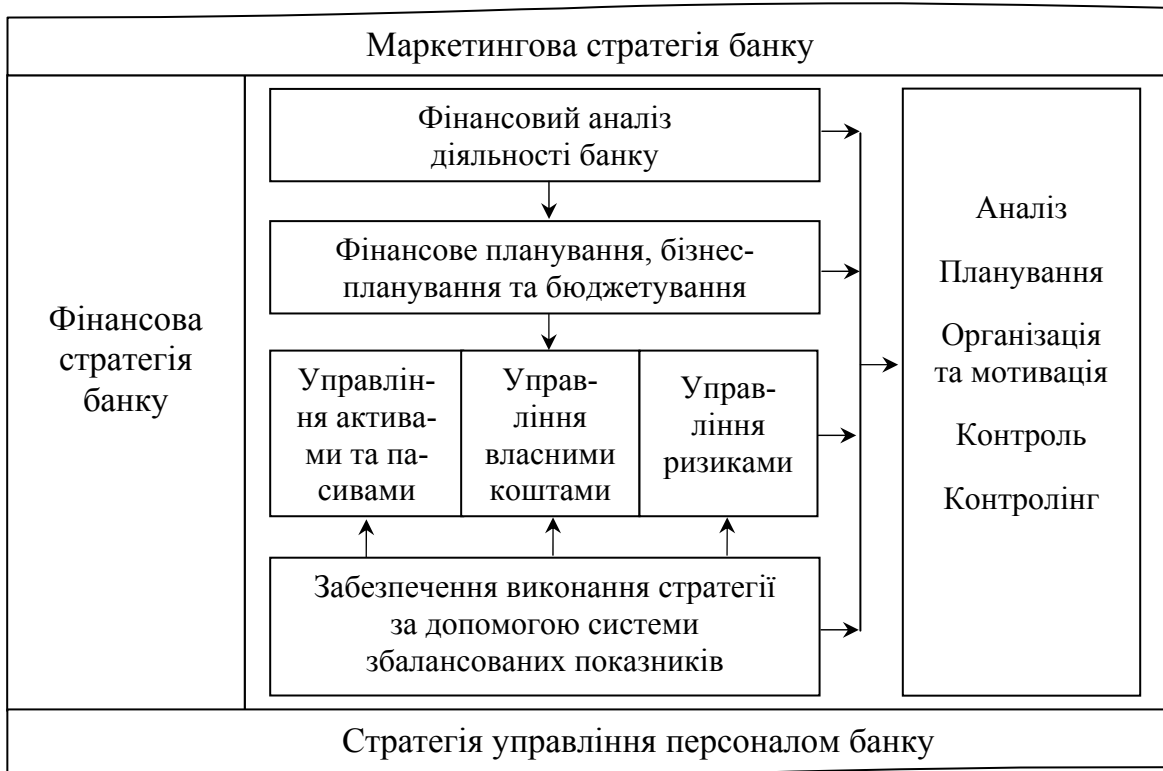 Маркетингова стратегія банку
Фінансова
стратегія
банку
Фінансовий аналіз
діяльності банку
Фінансове планування, бізнес-
планування та бюджетування
Управлін-
ня актива-
ми та па-
сивами
Управ-
ління
власними
коштами
Управ-
ління
ризиками
Забезпечення виконання стратегії
за допомогою системи
збалансованих показників
Аналіз
Планування
Організація
та мотивація
Контроль
Контролінг
Стратегія управління персоналом банку